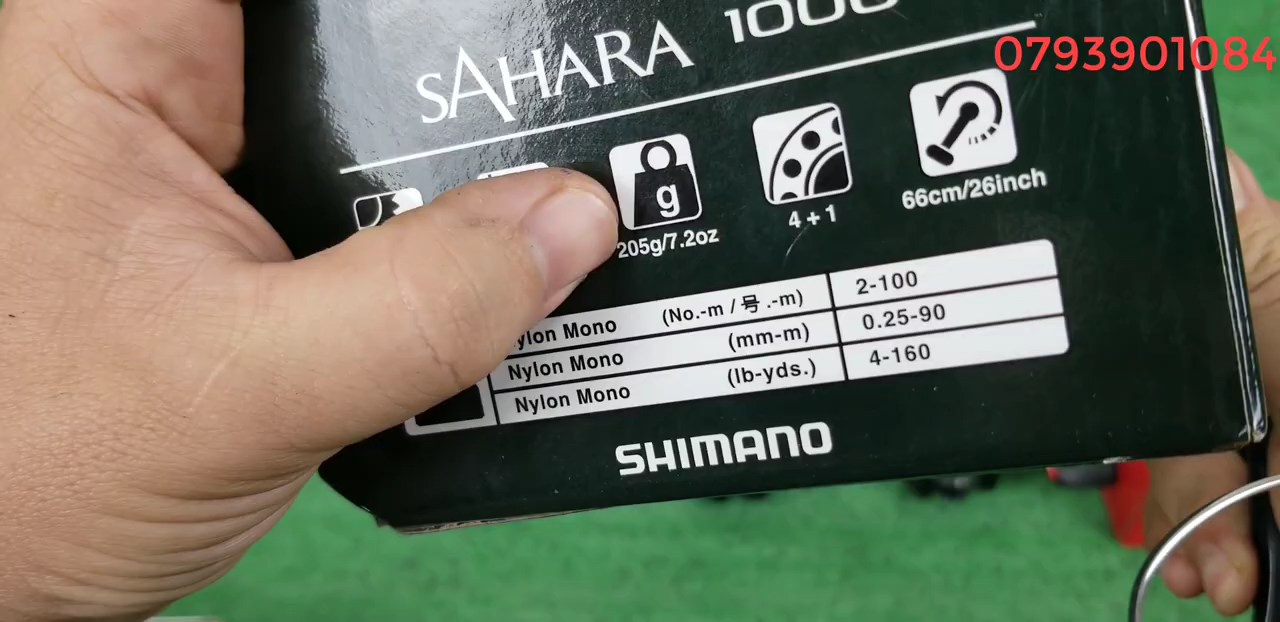 0793901084
SAHARA 1000
g
205g/7.2oz
4+1
66cm/26inch
Nylon Mono (No.-m / 号.-m) 2-100
Nylon Mono (mm-m) 0.25-90
Nylon Mono (lb-yds.) 4-160
SHIMANO